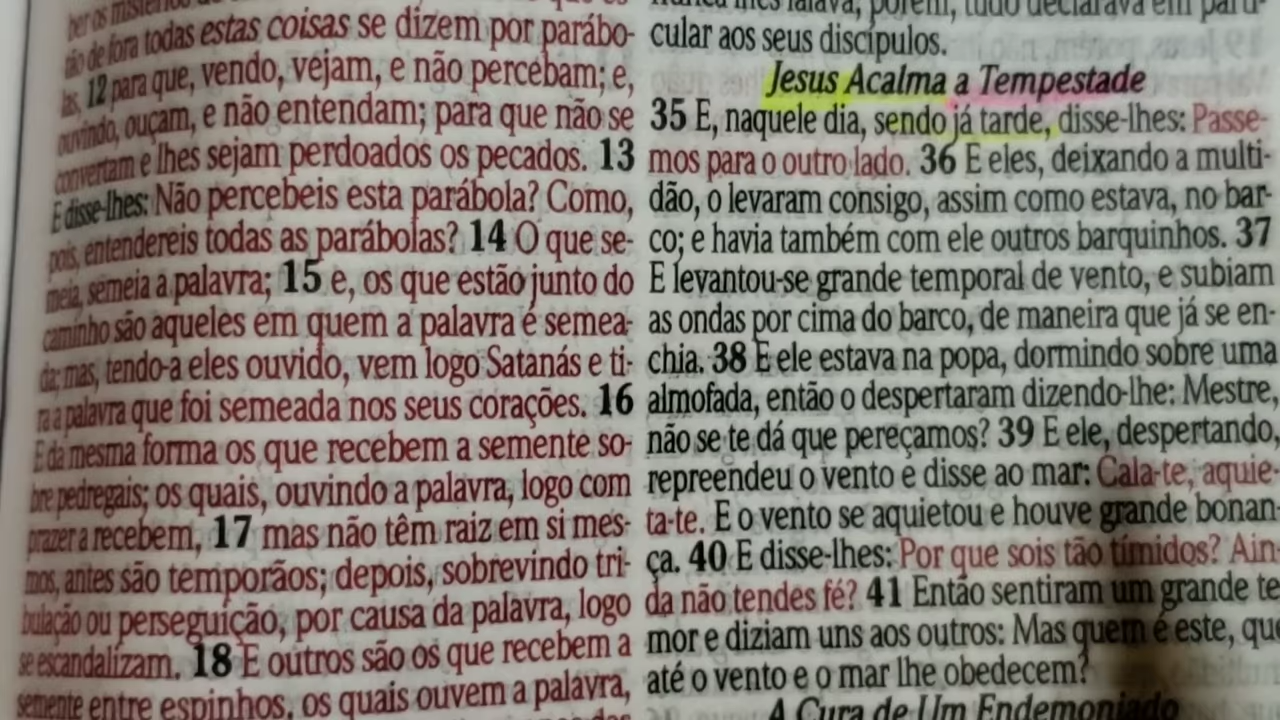 ber os mistérios do
tão de fora todas estas coisas se dizem por parábo-
las, 12 para que, vendo, vejam, e não percebam; e,
ouvindo, ouçam, e não entendam; para que não se
convertam e lhes sejam perdoados os pecados. 13
E disse-lhes: Não percebeis esta parábola? Como,
pois, entendereis todas as parábolas? 14 O que se-
meia, semeia a palavra; 15 e, os que estão junto do
caminho são aqueles em quem a palavra é semea-
da; mas, tendo-a eles ouvido, vem logo Satanás e ti-
ra a palavra que foi semeada nos seus corações. 16
E da mesma forma os que recebem a semente so-
bre pedregais; os quais, ouvindo a palavra, logo com
prazer a recebem, 17 mas não têm raiz em si mes-
mos, antes são temporãos; depois, sobrevindo tri-
bulação ou perseguição, por causa da palavra, logo
se escandalizam. 18 E outros são os que recebem a
semente entre espinhos, os quais ouvem a palavra,
nunca lhes falava, porém, tudo declarava em parti-
cular aos seus discípulos.
Jesus Acalma a Tempestade
35 E, naquele dia, sendo já tarde, disse-lhes: Passe-
mos para o outro lado. 36 E eles, deixando a multi-
dão, o levaram consigo, assim como estava, no bar-
co; e havia também com ele outros barquinhos. 37
E levantou-se grande temporal de vento, e subiam
as ondas por cima do barco, de maneira que já se en-
chia. 38 E ele estava na popa, dormindo sobre uma
almofada, então o despertaram dizendo-lhe: Mestre,
não se te dá que pereçamos? 39 E ele, despertando,
repreendeu o vento e disse ao mar: Cala-te, aquie-
ta-te. E o vento se aquietou e houve grande bonan-
ça. 40 E disse-lhes: Por que sois tão tímidos? Ain-
da não tendes fé? 41 Então sentiram um grande te
mor e diziam uns aos outros: Mas quem é este, que
até o vento e o mar lhe obedecem?
A Cura de Um Endemoniado